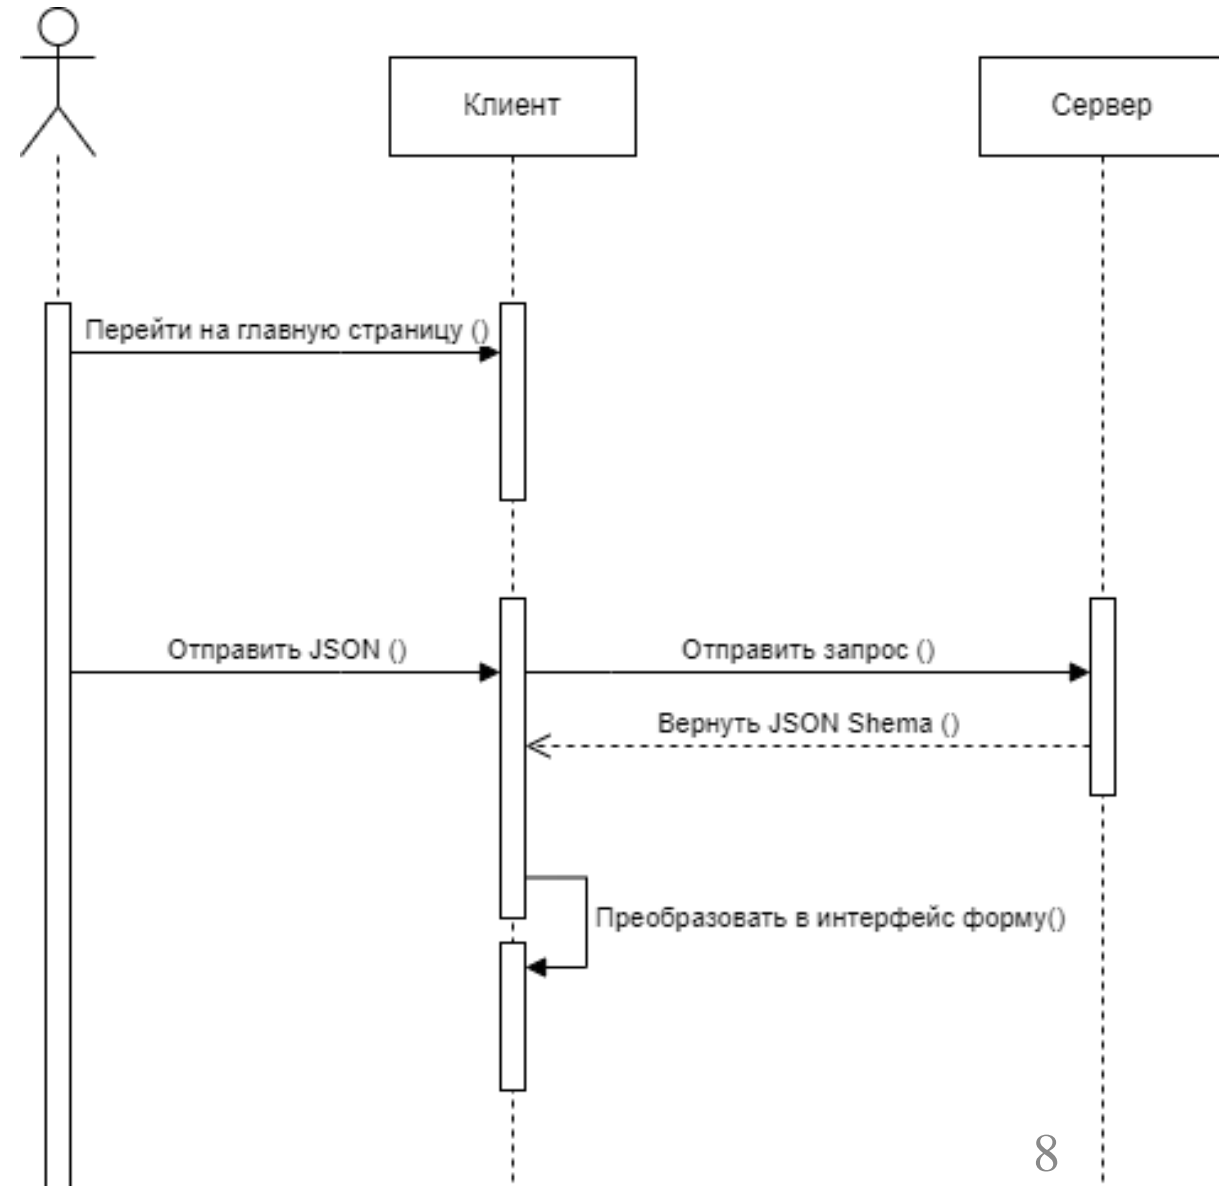 Клиент
Сервер
Перейти на главную страницу ()
Отправить JSON ()
Отправить запрос ()
Вернуть JSON Shema ()
Преобразовать в интерфейс форму()
8